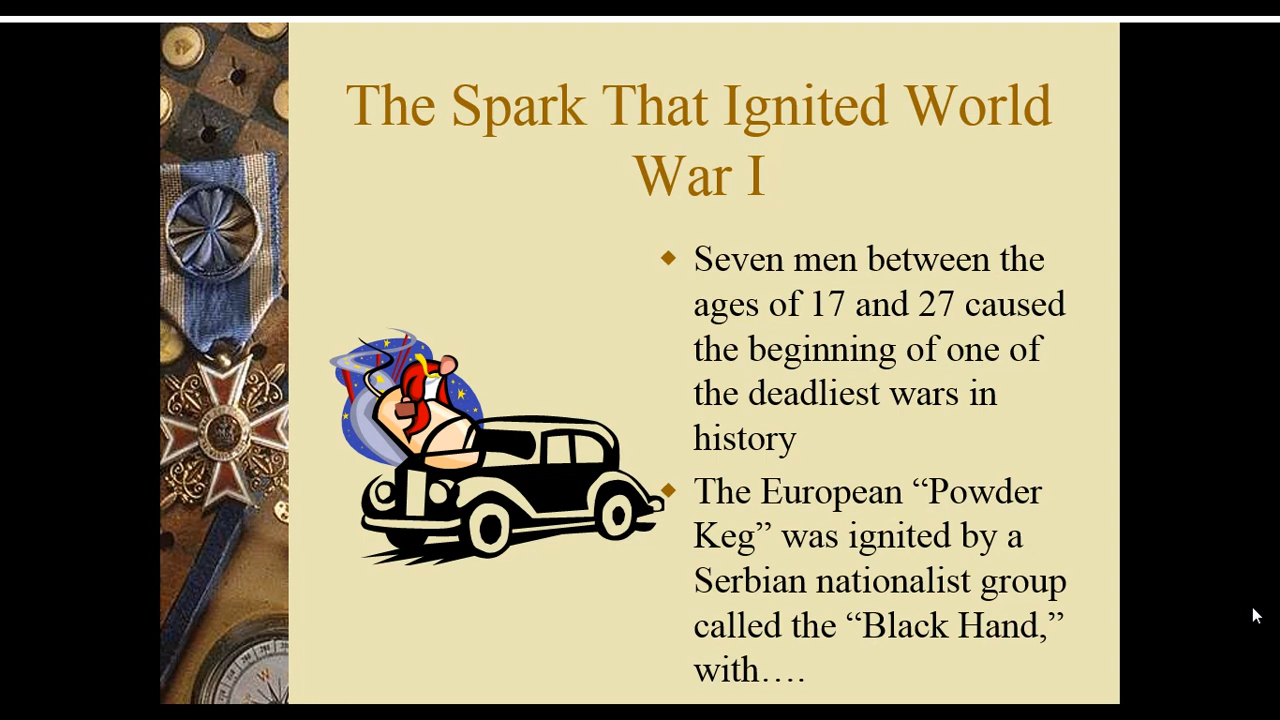 The Spark That Ignited World
War I
Seven men between the
ages of 17 and 27 caused
the beginning of one of
the deadliest wars in
history
The European “Powder
Keg” was ignited by a
Serbian nationalist group
called the “Black Hand,”
with….